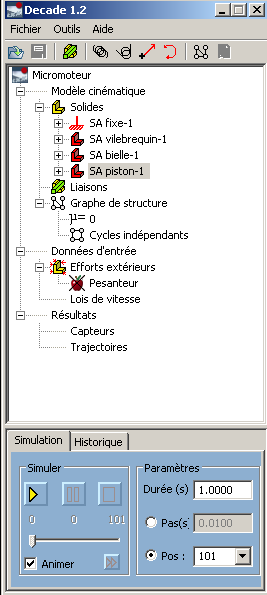 Decade 1.2
Fichier Outils Aide
Micromoteur
Modèle cinématique
Solides
SA fixe-1
SA vilebrequin-1
SA bielle-1
SA piston-1
Liaisons
Graphe de structure
μ= 0
Cycles indépendants
Données d'entrée
Efforts extérieurs
Pesanteur
Lois de vitesse
Résultats
Capteurs
Trajectoires
Simulation Historique
Simuler
0 0 101
Animer
Paramètres
Durée (s) 1.0000
Pas(s) 0.0100
Pos : 101